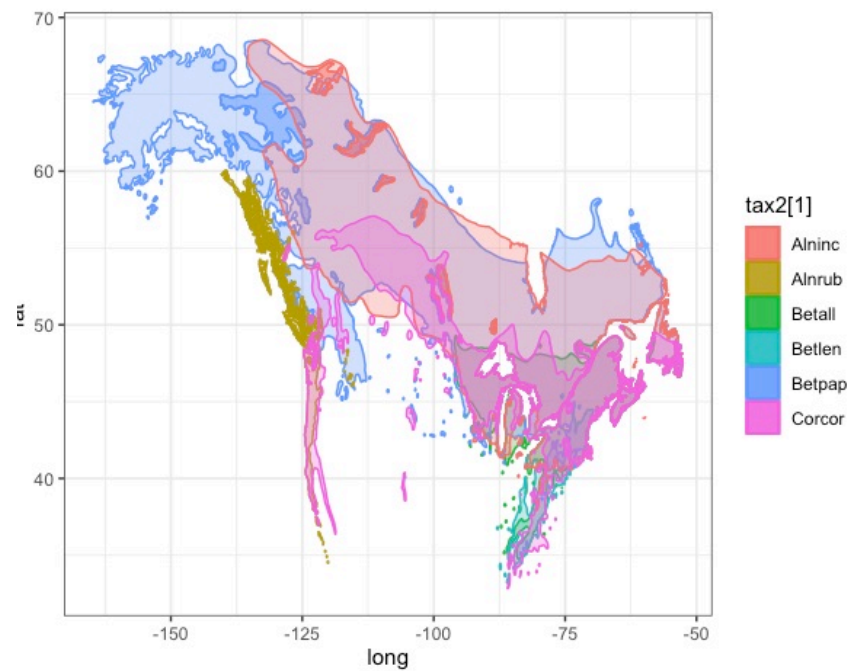 70
60
50
40
-150
-125
-100
-75
-50
long
tax2[1]
Alninc
Alnrub
Betall
Betlen
Betpap
Corcor